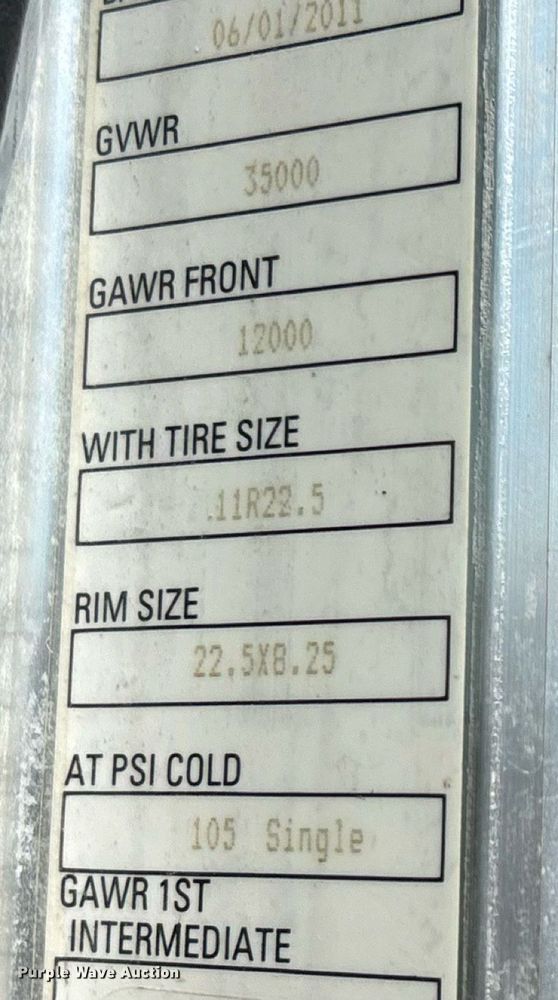 06/01/2011
GVWR
35000
GAWR FRONT
12000
WITH TIRE SIZE
11R22.5
RIM SIZE
22.5X8.25
AT PSI COLD
105 Single
GAWR 1ST
INTERMEDIATE
Purple Wave Auction